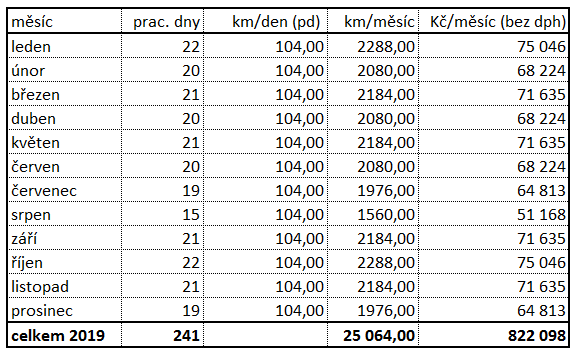 měsíc prac. dny km/den (pd) km/měsíc Kč/měsíc (bez dph)
leden 22 104,00 2288,00 75 046
únor 20 104,00 2080,00 68 224
březen 21 104,00 2184,00 71 635
duben 20 104,00 2080,00 68 224
květen 21 104,00 2184,00 71 635
červen 20 104,00 2080,00 68 224
červenec 19 104,00 1976,00 64 813
srpen 15 104,00 1560,00 51 168
září 21 104,00 2184,00 71 635
říjen 22 104,00 2288,00 75 046
listopad 21 104,00 2184,00 71 635
prosinec 19 104,00 1976,00 64 813
celkem 2019 241 25 064,00 822 098